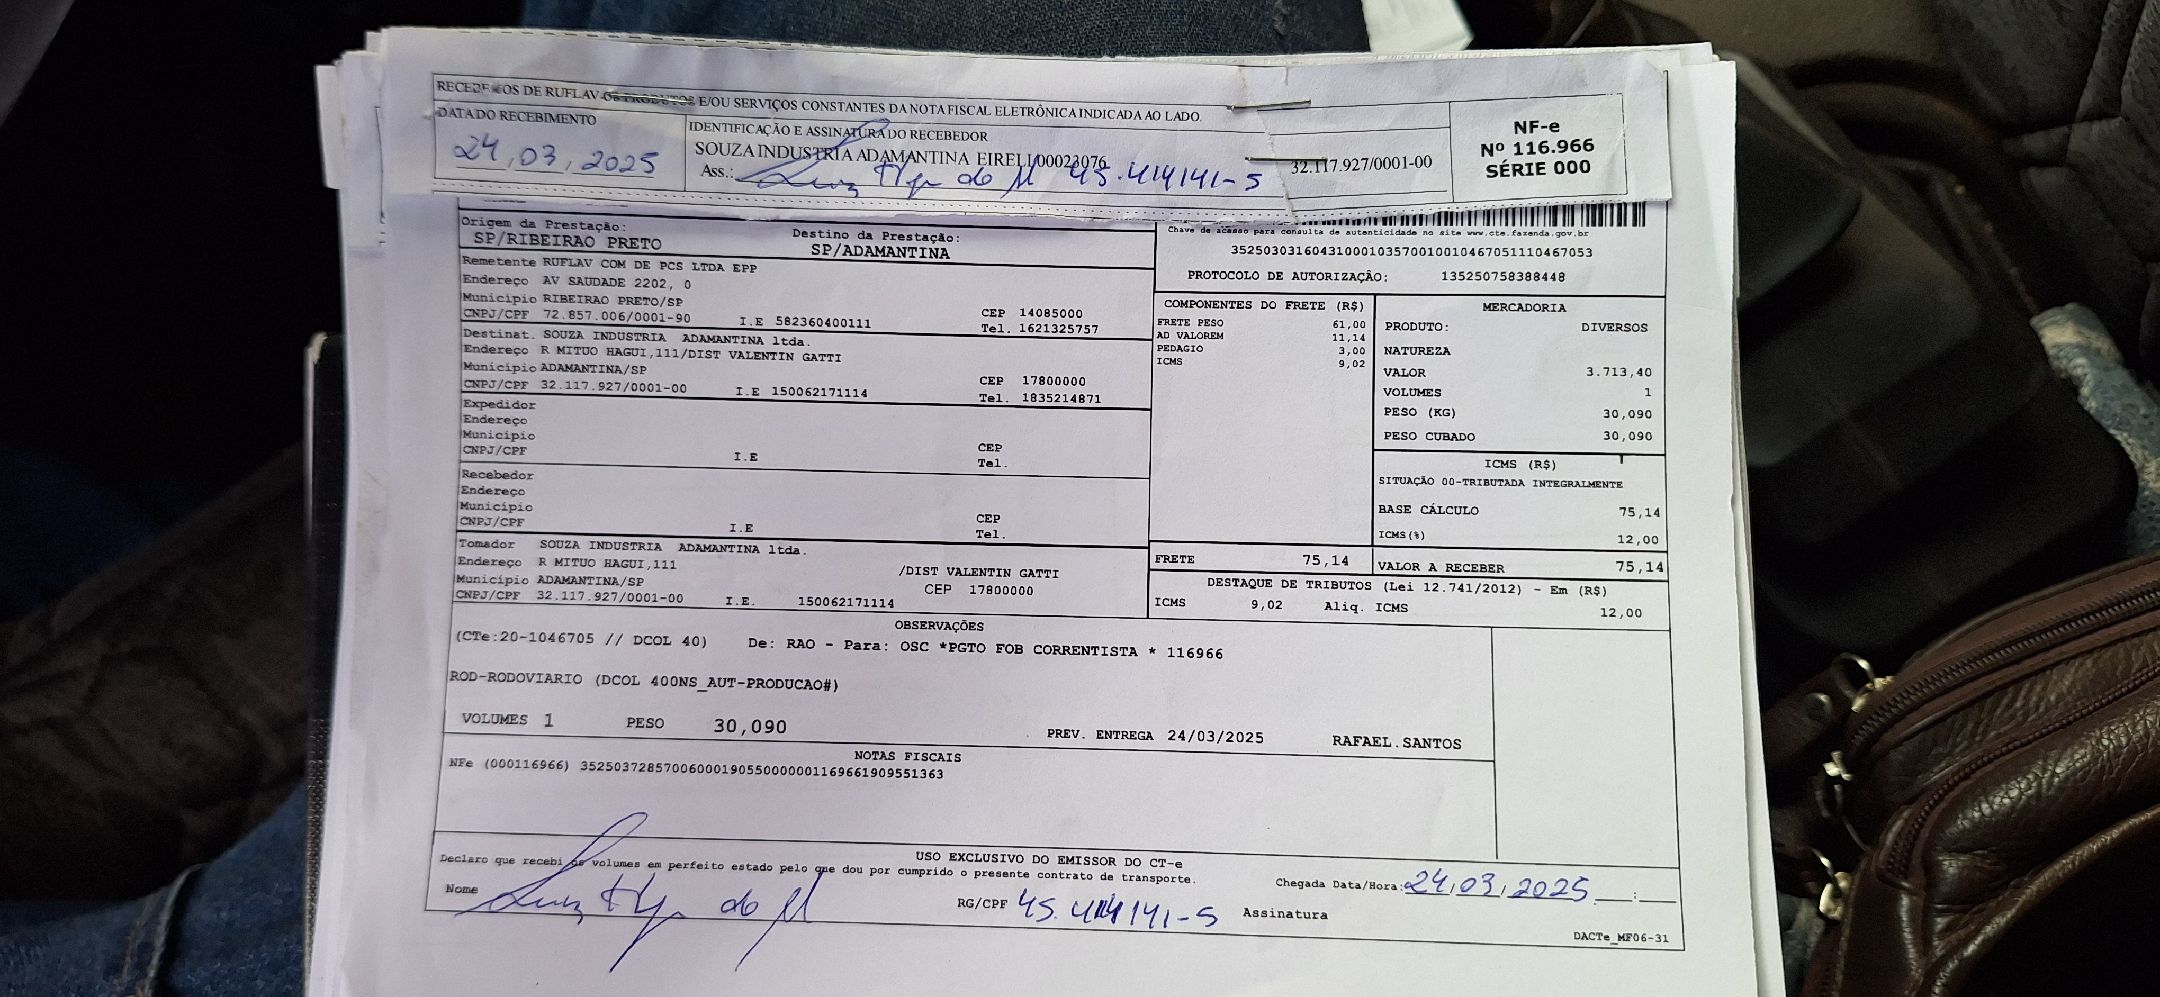 RECEBEMOS DE RUFLAV OS PRODUTOS E/OU SERVIÇOS CONSTANTES DA NOTA FISCAL ELETRÔNICA INDICADA AO LADO.
DATA DO RECEBIMENTO
24,03,2025
IDENTIFICAÇÃO E ASSINATURA DO RECEBEDOR
SOUZA INDUSTRIA ADAMANTINA EIRELI 00023076 32.117.927/0001-00
Ass.: Luiz 45.414141-5
NF-e
Nº 116.966
SÉRIE 000
Origem da Prestação: Destino da Prestação:
SP/RIBEIRAO PRETO SP/ADAMANTINA
Chave de acesso para consulta de autenticidade no site www.cte.fazenda.gov.br
35250303160431000103570010010467051110467053
PROTOCOLO DE AUTORIZAÇÃO: 135250758388448
Remetente RUFLAV COM DE PCS LTDA EPP
Endereço AV SAUDADE 2202, 0
Municipio RIBEIRAO PRETO/SP CEP 14085000
CNPJ/CPF 72.857.006/0001-90 I.E 582360400111 Tel. 1621325757
Destinat. SOUZA INDUSTRIA ADAMANTINA ltda.
Endereço R MITUO HAGUI,111/DIST VALENTIN GATTI
Municipio ADAMANTINA/SP CEP 17800000
CNPJ/CPF 32.117.927/0001-00 I.E 150062171114 Tel. 1835214871
Expedidor
Endereço
Municipio CEP
CNPJ/CPF I.E Tel.
Recebedor
Endereço
Municipio CEP
CNPJ/CPF I.E Tel.
Tomador SOUZA INDUSTRIA ADAMANTINA ltda.
Endereço R MITUO HAGUI,111 /DIST VALENTIN GATTI
Municipio ADAMANTINA/SP CEP 17800000
CNPJ/CPF 32.117.927/0001-00 I.E. 150062171114
COMPONENTES DO FRETE (R$)
FRETE PESO 61,00
AD VALOREM 11,14
PEDAGIO 3,00
ICMS 9,02
FRETE 75,14
MERCADORIA
PRODUTO: DIVERSOS
NATUREZA
VALOR 3.713,40
VOLUMES 1
PESO (KG) 30,090
PESO CUBADO 30,090
ICMS (R$)
SITUAÇÃO 00-TRIBUTADA INTEGRALMENTE
BASE CÁLCULO 75,14
ICMS(%) 12,00
VALOR A RECEBER 75,14
DESTAQUE DE TRIBUTOS (Lei 12.741/2012) - Em (R$)
ICMS 9,02 Aliq. ICMS 12,00
OBSERVAÇÕES
(CTe:20-1046705 // DCOL 40) De: RAO - Para: OSC *PGTO FOB CORRENTISTA * 116966
ROD-RODOVIARIO (DCOL 400NS_AUT-PRODUCAO#)
VOLUMES 1 PESO 30,090 PREV. ENTREGA 24/03/2025 RAFAEL.SANTOS
NOTAS FISCAIS
NFe (000116966) 35250372857006000190550000001169661909551363
USO EXCLUSIVO DO EMISSOR DO CT-e
Declaro que recebi os volumes em perfeito estado pelo que dou por cumprido o presente contrato de transporte.
Chegada Data/Hora: 24,03,2025 __:__
Nome Luiz RG/CPF 45.414141-5 Assinatura
DACTe_MF06-31